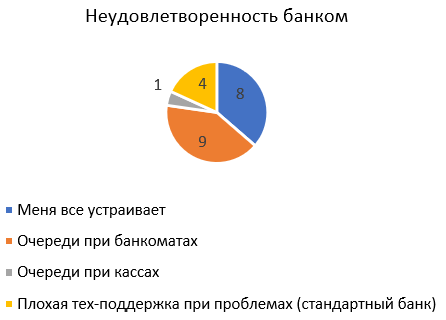 Неудовлетворенность банком
4
1
8
9
Меня все устраивает
Очереди при банкоматах
Очереди при кассах
Плохая тех-поддержка при проблемах (стандартный банк)